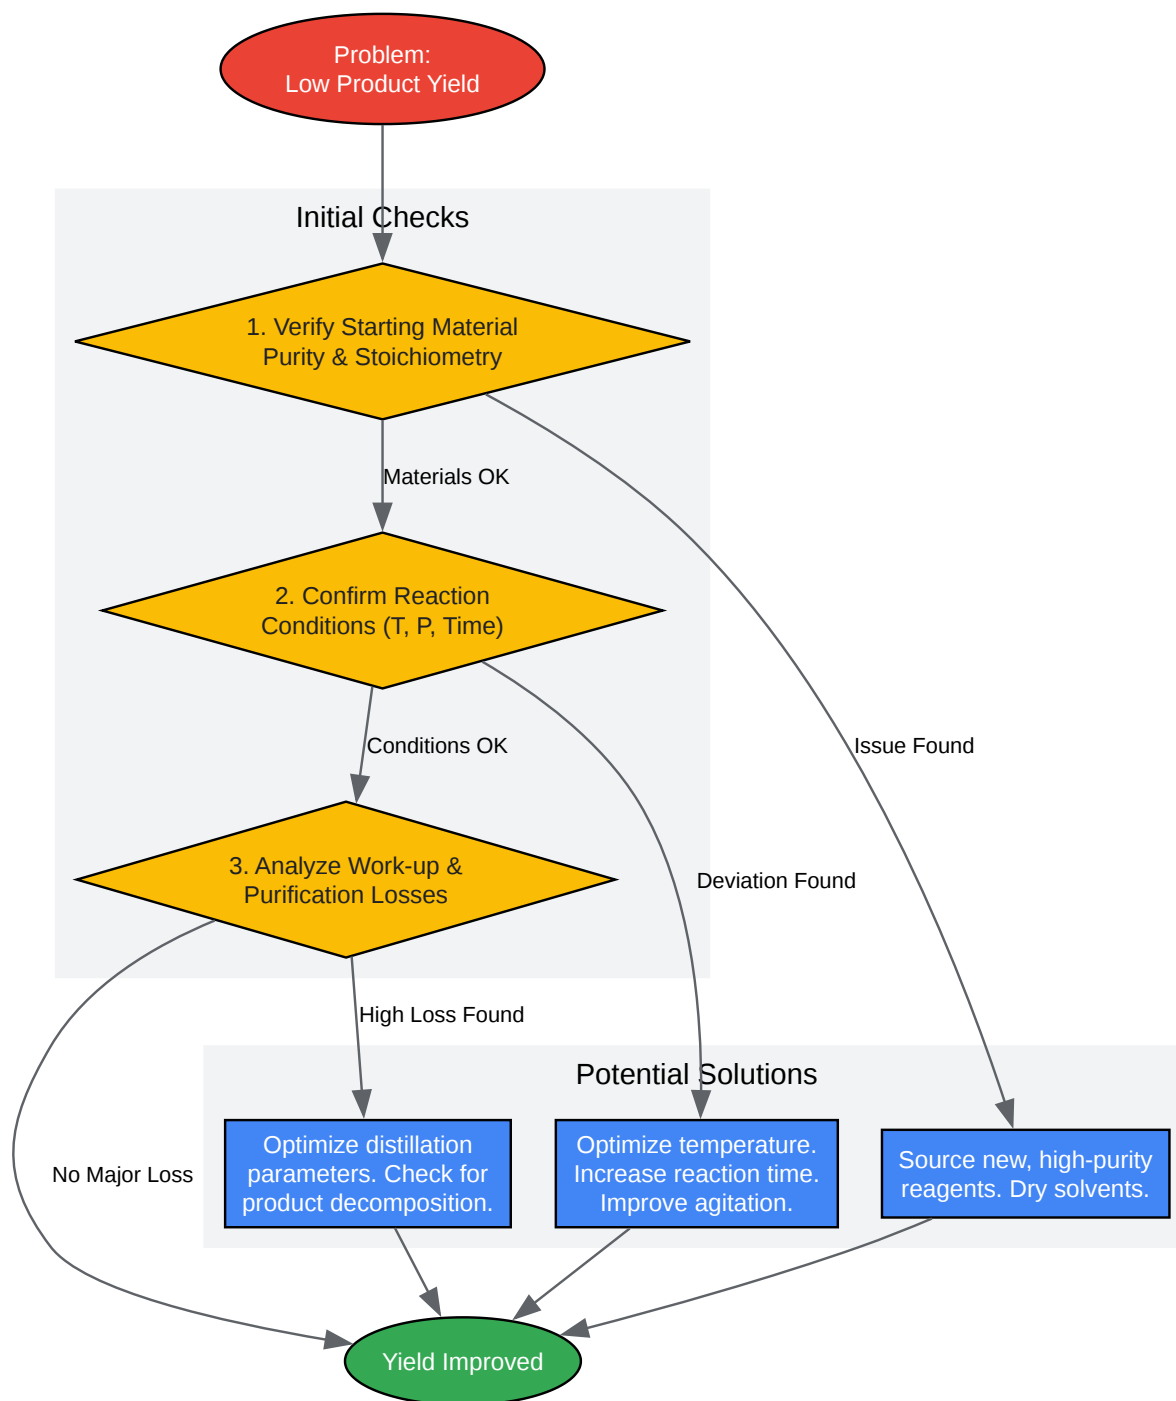 Problem:
Low Product Yield
Initial Checks
1. Verify Starting Material
Purity & Stoichiometry
Materials OK
2. Confirm Reaction
Conditions (T, P, Time)
Conditions OK
Issue Found
3. Analyze Work-up &
Purification Losses
Deviation Found
High Loss Found
Potential Solutions
Optimize distillation
parameters. Check for
product decomposition.
Optimize temperature.
Increase reaction time.
Improve agitation.
Source new, high-purity
reagents. Dry solvents.
No Major Loss
Yield Improved